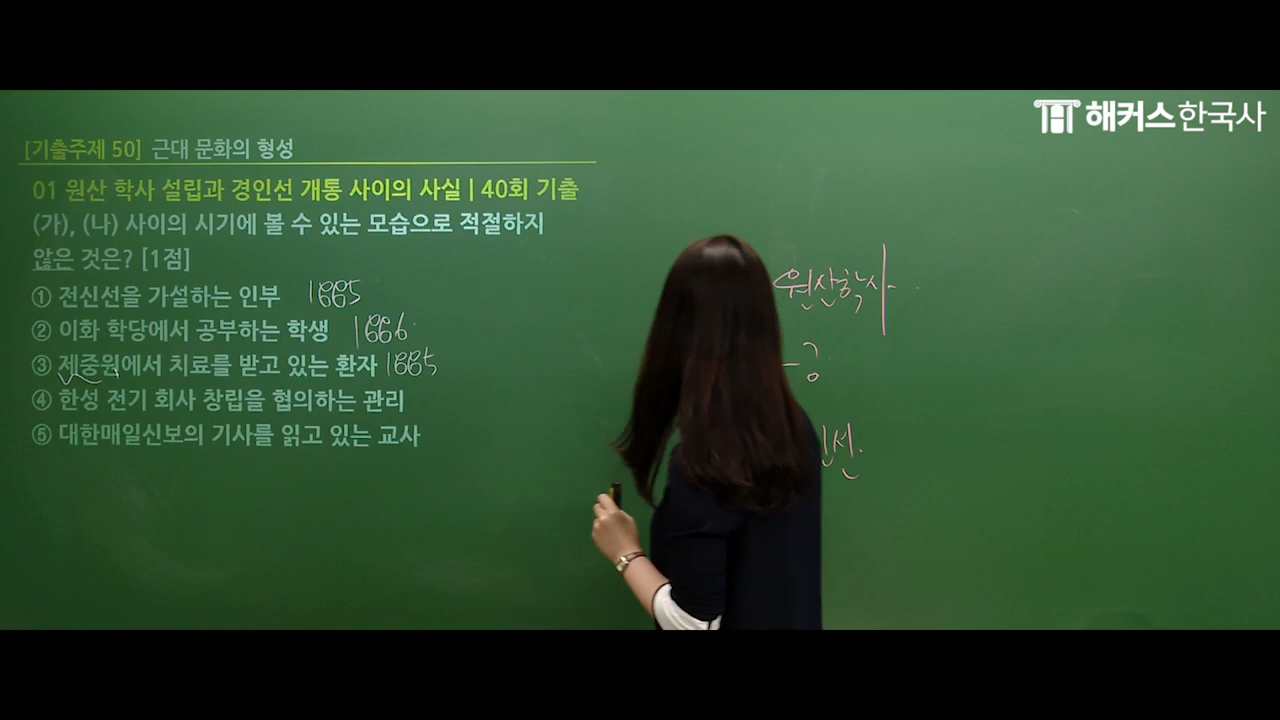 해커스한국사
[기출주제 50] 근대 문화의 형성
01 원산 학사 설립과 경인선 개통 사이의 사실 | 40회 기출
(가), (나) 사이의 시기에 볼 수 있는 모습으로 적절하지
않은 것은? [1점]
① 전신선을 가설하는 인부 1885
② 이화 학당에서 공부하는 학생 1886
③ 제중원에서 치료를 받고 있는 환자 1885
④ 한성 전기 회사 창립을 협의하는 관리
⑤ 대한매일신보의 기사를 읽고 있는 교사
원산학사
공
인선